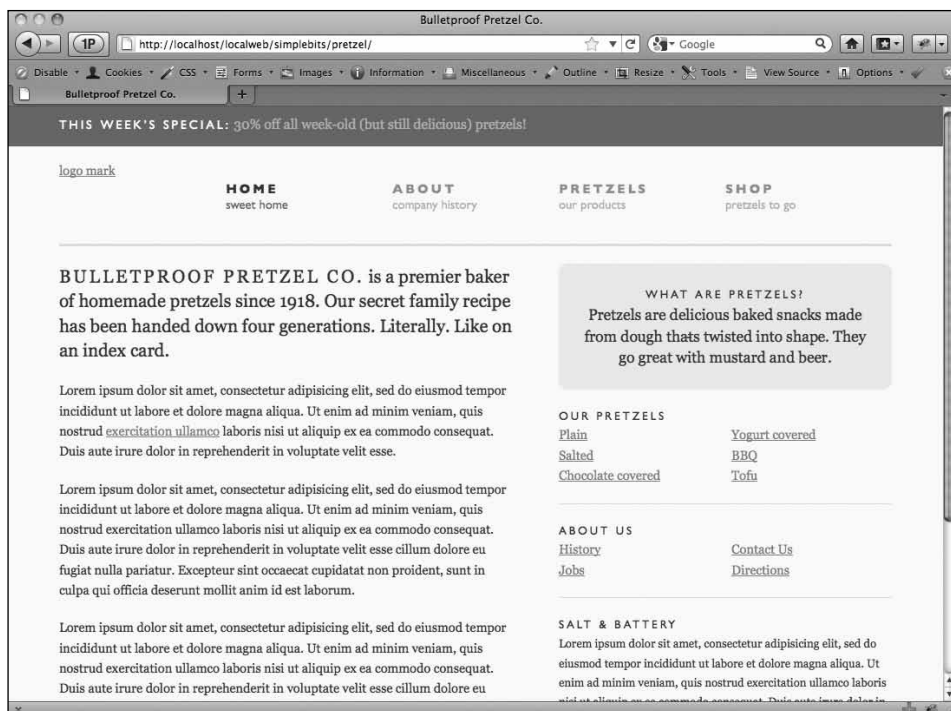 Bulletproof Pretzel Co.
1P
http://localhost/localweb/simplebits/pretzel/
Google
Disable Cookies CSS Forms Images Information Miscellaneous Outline Resize Tools View Source Options
Bulletproof Pretzel Co.
THIS WEEK'S SPECIAL: 30% off all week-old (but still delicious) pretzels!
logo mark
HOME ABOUT PRETZELS SHOP
sweet home company history our products pretzels to go
BULLETPROOF PRETZEL CO. is a premier baker
of homemade pretzels since 1918. Our secret family recipe
has been handed down four generations. Literally. Like on
an index card.
Lorem ipsum dolor sit amet, consectetur adipisicing elit, sed do eiusmod tempor
incididunt ut labore et dolore magna aliqua. Ut enim ad minim veniam, quis
nostrud exercitation ullamco laboris nisi ut aliquip ex ea commodo consequat.
Duis aute irure dolor in reprehenderit in voluptate velit esse.
Lorem ipsum dolor sit amet, consectetur adipisicing elit, sed do eiusmod tempor
incididunt ut labore et dolore magna aliqua. Ut enim ad minim veniam, quis
nostrud exercitation ullamco laboris nisi ut aliquip ex ea commodo consequat.
Duis aute irure dolor in reprehenderit in voluptate velit esse cillum dolore eu
fugiat nulla pariatur. Excepteur sint occaecat cupidatat non proident, sunt in
culpa qui officia deserunt mollit anim id est laborum.
Lorem ipsum dolor sit amet, consectetur adipisicing elit, sed do eiusmod tempor
incididunt ut labore et dolore magna aliqua. Ut enim ad minim veniam, quis
nostrud exercitation ullamco laboris nisi ut aliquip ex ea commodo consequat.
Duis aute irure dolor in reprehenderit in voluptate velit esse cillum dolore eu
WHAT ARE PRETZELS?
Pretzels are delicious baked snacks made
from dough thats twisted into shape. They
go great with mustard and beer.
OUR PRETZELS
Plain Yogurt covered
Salted BBQ
Chocolate covered Tofu
ABOUT US
History Contact Us
Jobs Directions
SALT & BATTERY
Lorem ipsum dolor sit amet, consectetur adipisicing elit, sed do
eiusmod tempor incididunt ut labore et dolore magna aliqua. Ut
enim ad minim veniam, quis nostrud exercitation ullamco laboris
nisi ut aliquip ex ea commodo consequat. Duis aute irure dolor in